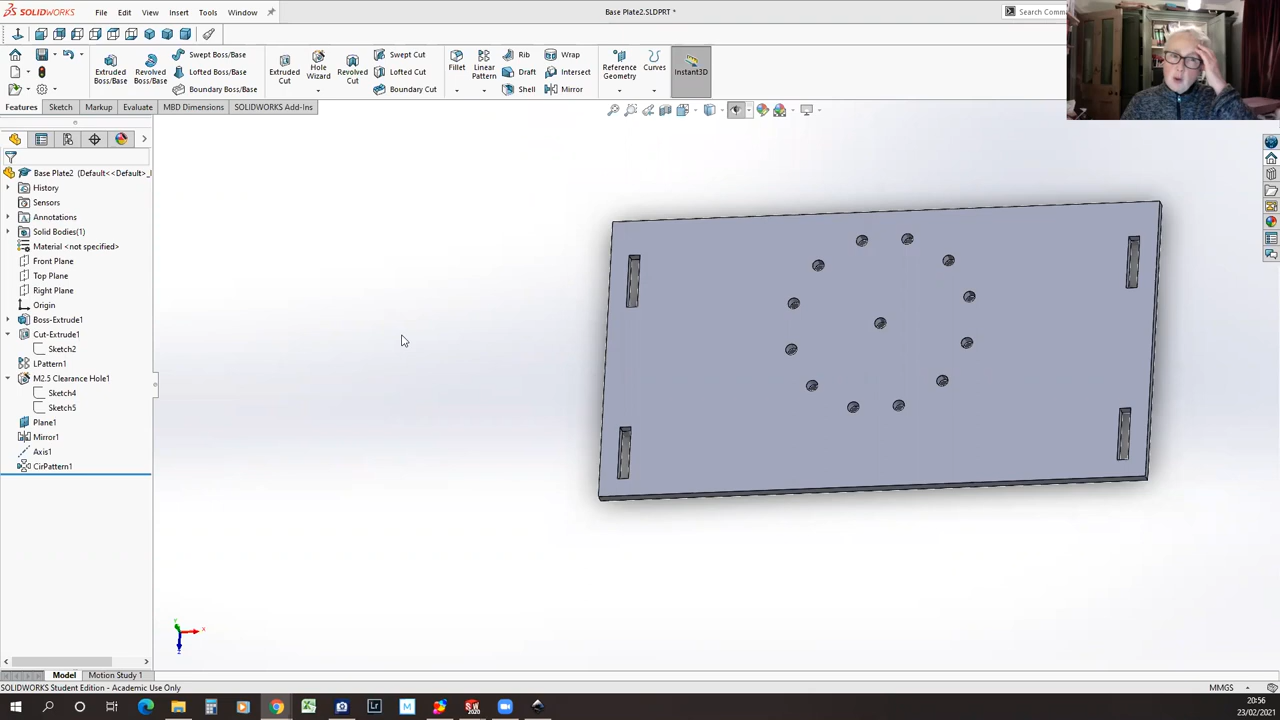 SOLIDWORKS File Edit View Insert Tools Window Base Plate2.SLDPRT * Search Comm
Extruded Boss/Base
Revolved Boss/Base
Swept Boss/Base
Lofted Boss/Base
Boundary Boss/Base
Extruded Cut
Hole Wizard
Revolved Cut
Swept Cut
Lofted Cut
Boundary Cut
Fillet
Linear Pattern
Rib
Draft
Shell
Wrap
Intersect
Mirror
Reference Geometry
Curves
Instant3D
Features Sketch Markup Evaluate MBD Dimensions SOLIDWORKS Add-Ins
Base Plate2 (Default<<Default>_
History
Sensors
Annotations
Solid Bodies(1)
Material <not specified>
Front Plane
Top Plane
Right Plane
Origin
Boss-Extrude1
Cut-Extrude1
Sketch2
LPattern1
M2.5 Clearance Hole1
Sketch4
Sketch5
Plane1
Mirror1
Axis1
CirPattern1
Y X Z
Model Motion Study 1
SOLIDWORKS Student Edition - Academic Use Only MMGS
20:56
23/02/2021